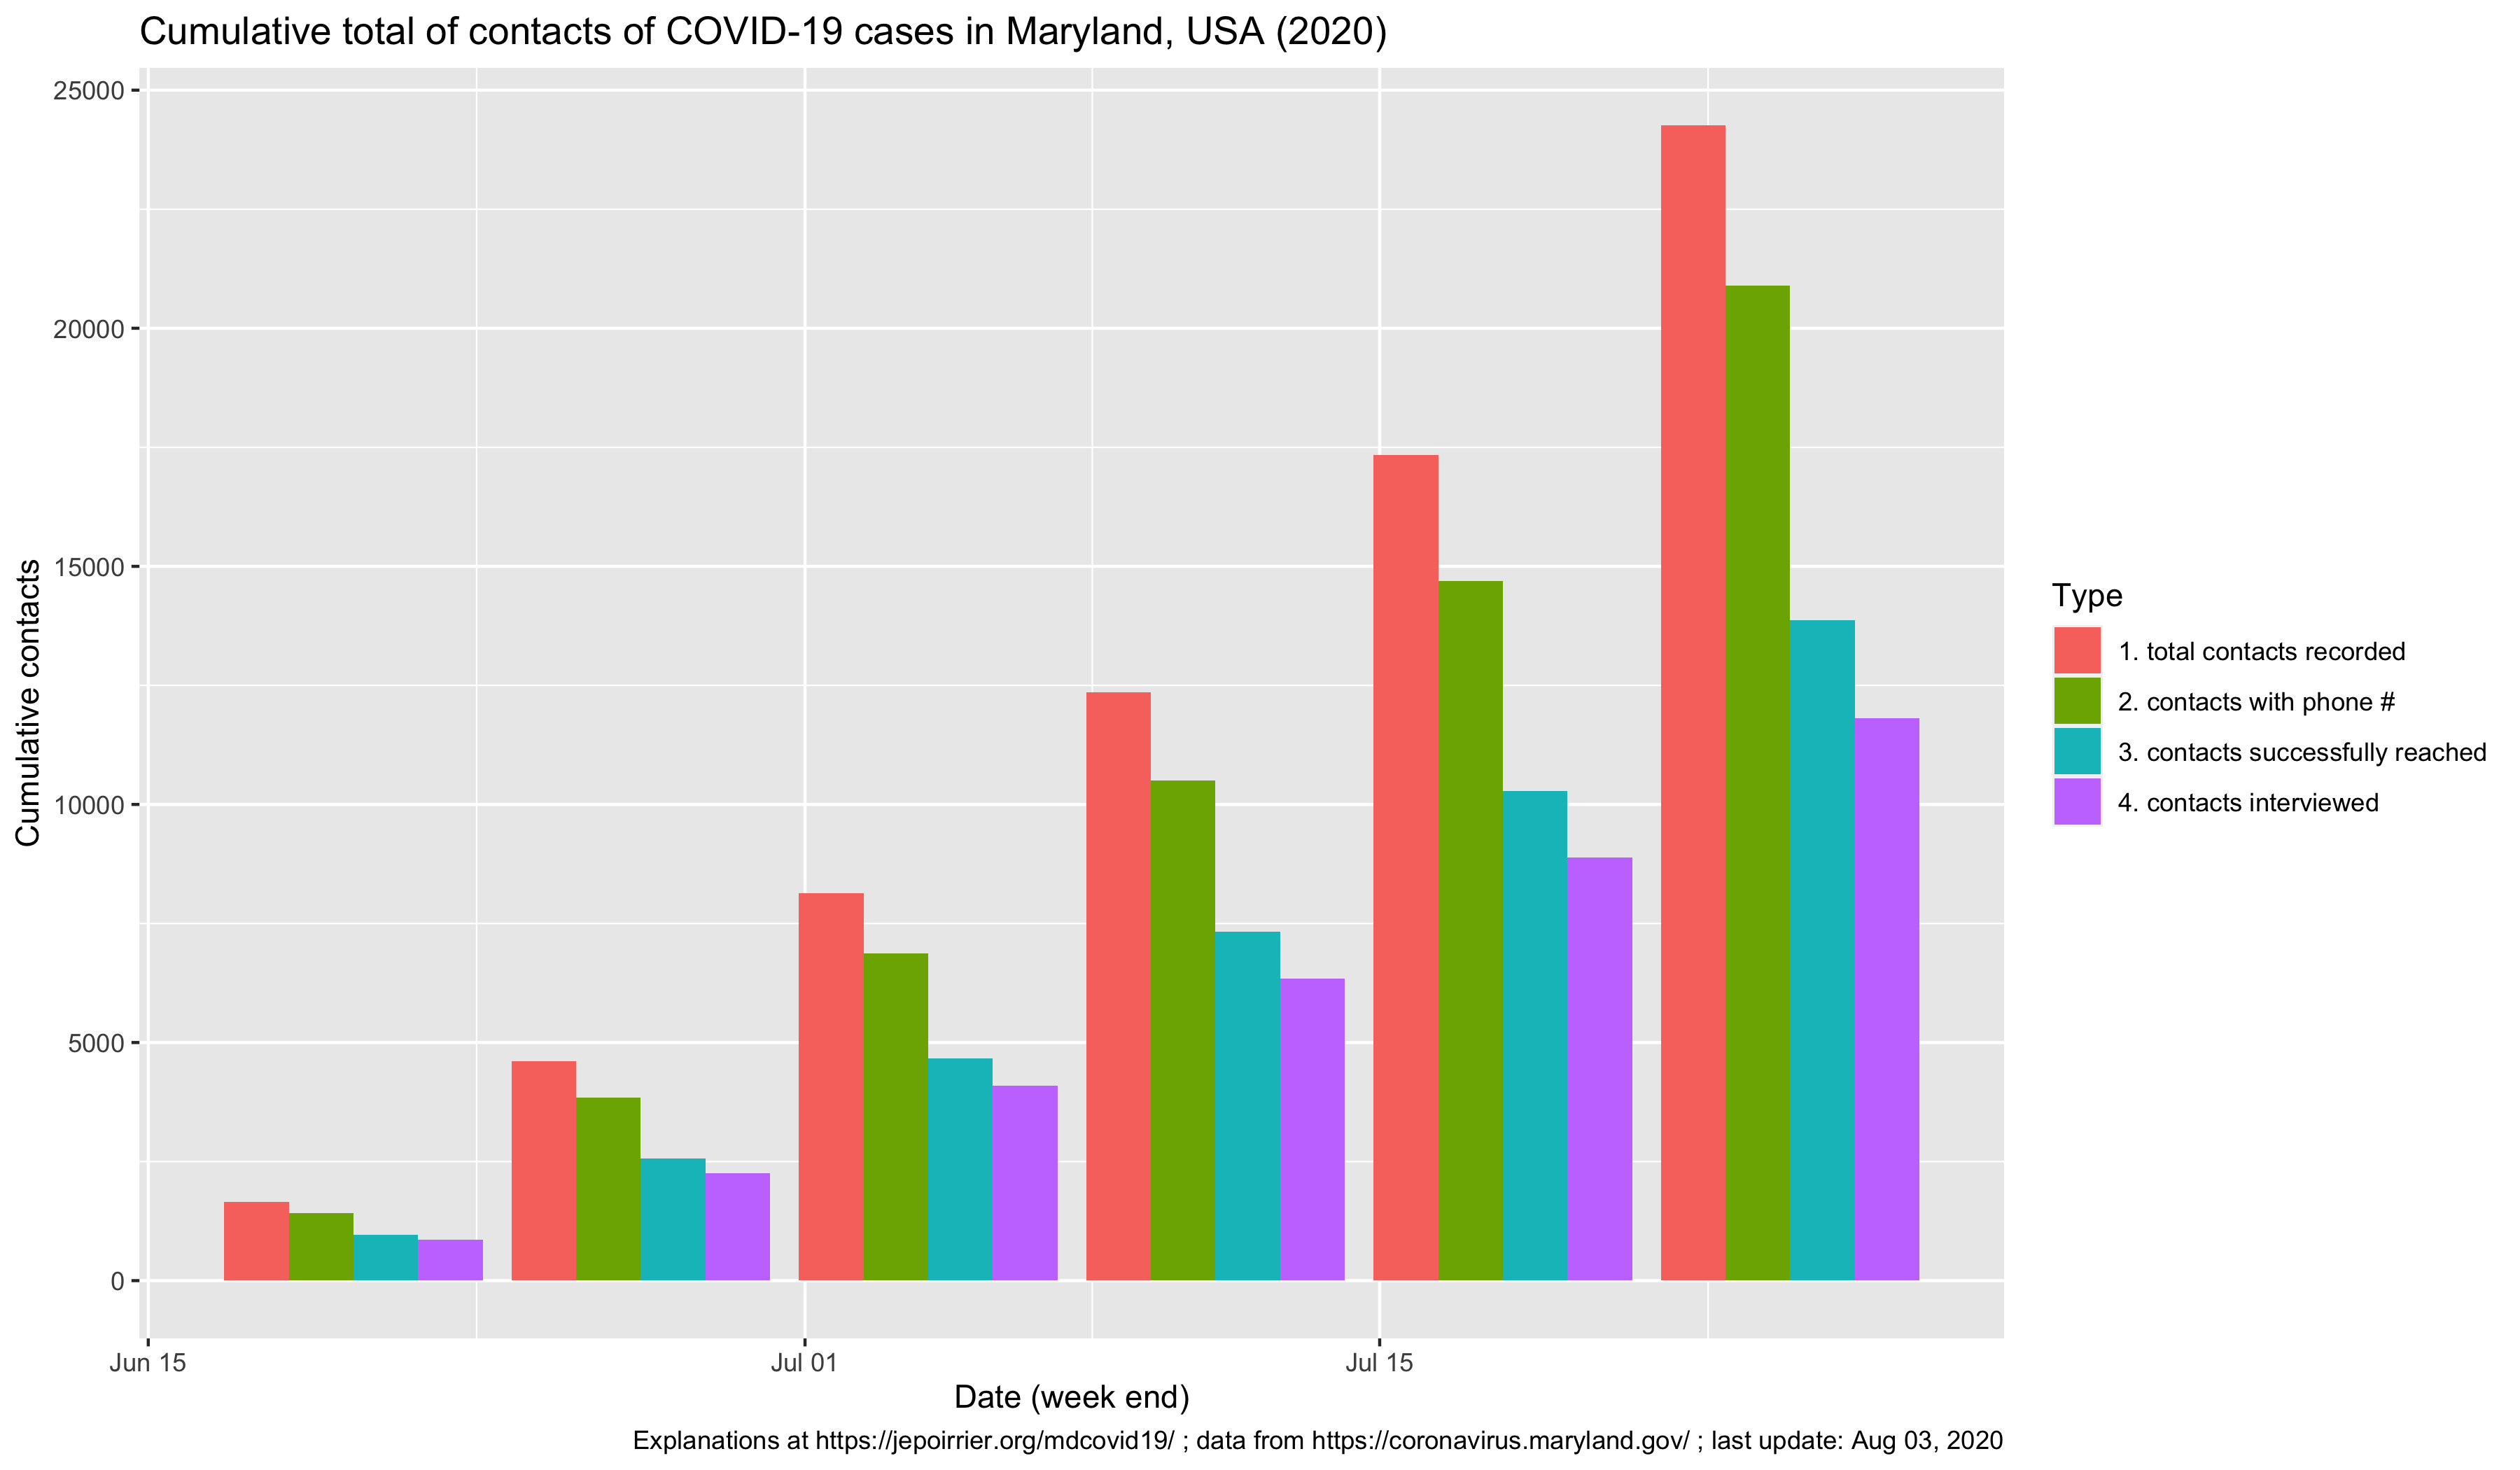 Cumulative total of contacts of COVID-19 cases in Maryland, USA (2020)
25000
20000
15000
10000
5000
0
Cumulative contacts
Jun 15
Jul 01
Jul 15
Date (week end)
Type
1. total contacts recorded
2. contacts with phone #
3. contacts successfully reached
4. contacts interviewed
Explanations at https://jepoirrier.org/mdcovid19/ ; data from https://coronavirus.maryland.gov/ ; last update: Aug 03, 2020